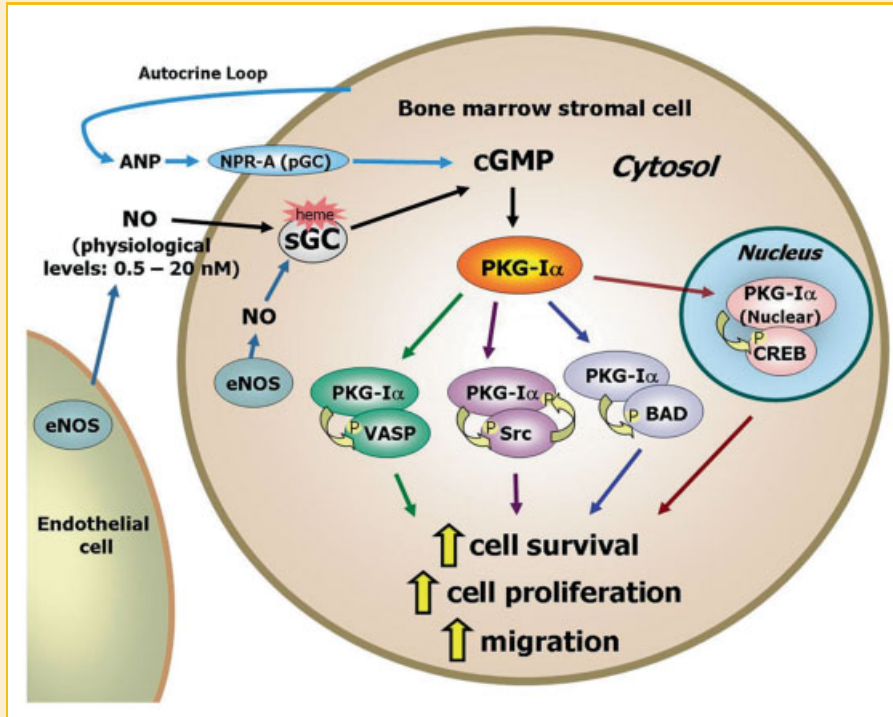 Autocrine Loop
Bone marrow stromal cell
ANP
NPR-A (pGC)
cGMP
Cytosol
NO
(physiological
levels: 0.5 – 20 nM)
heme
sGC
PKG-Iα
Nucleus
PKG-Iα
(Nuclear)
P
CREB
NO
eNOS
PKG-Iα
P
VASP
PKG-Iα
P
P
Src
PKG-Iα
P
BAD
eNOS
Endothelial
cell
cell survival
cell proliferation
migration